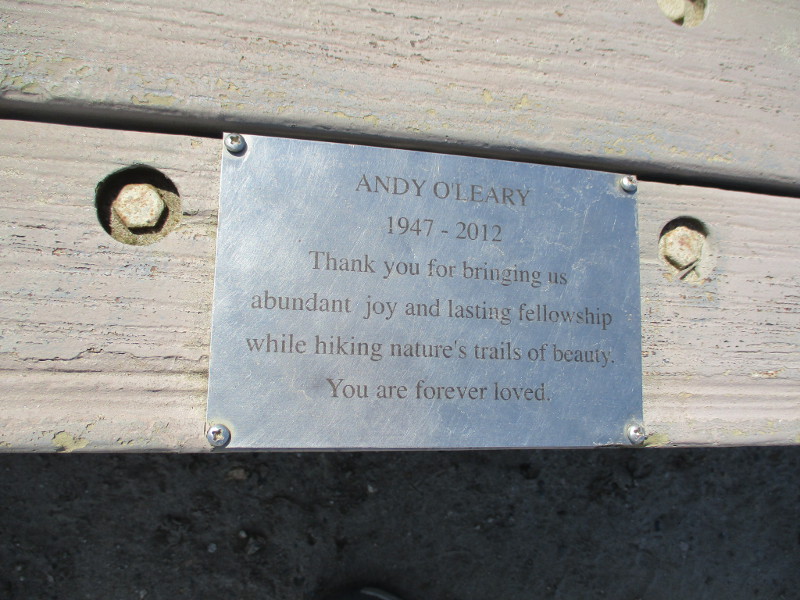 ANDY O'LEARY
1947 - 2012
Thank you for bringing us
abundant joy and lasting fellowship
while hiking nature's trails of beauty.
You are forever loved.